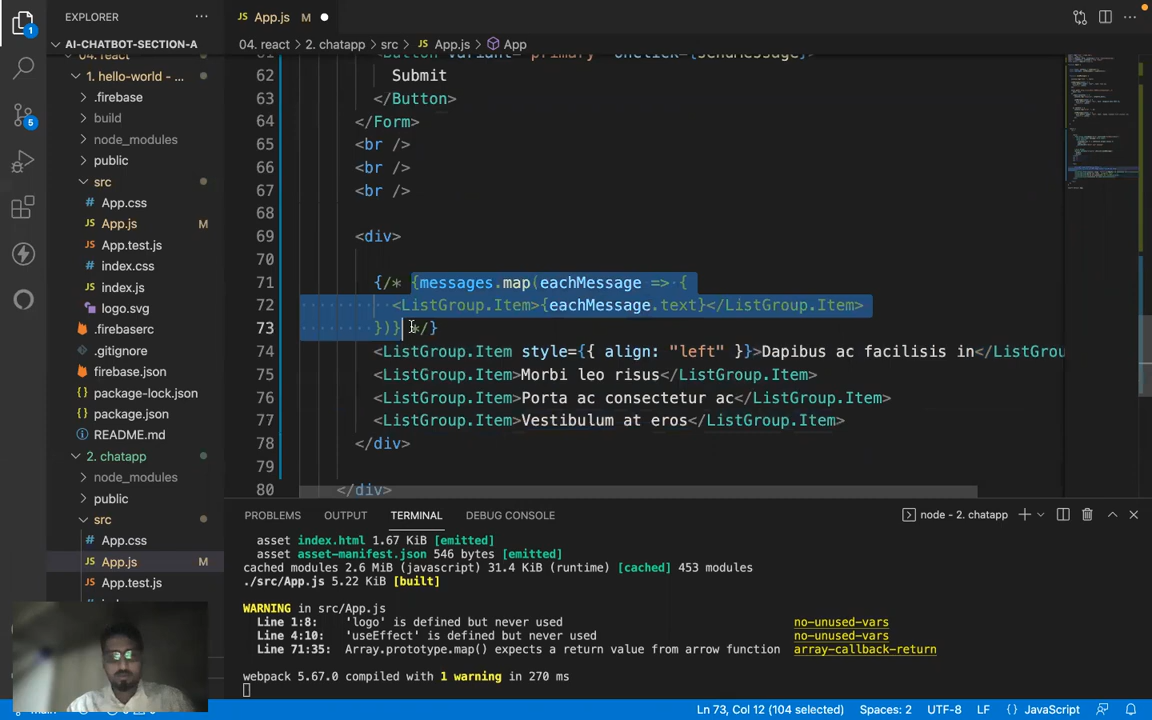 EXPLORER
AI-CHATBOT-SECTION-A
04. react
1. hello-world - ...
.firebase
build
node_modules
public
src
App.css
JS App.js M
JS App.test.js
index.css
JS index.js
logo.svg
.firebaserc
.gitignore
firebase.json
package-lock.json
package.json
README.md
2. chatapp
node_modules
public
src
App.css
JS App.js M
JS App.test.js
1
5
JS App.js M
04. react > 2. chatapp > src > JS App.js > App
62 Submit
63 </Button>
64 </Form>
65 <br />
66 <br />
67 <br />
68
69 <div>
70
71 {/* {messages.map(eachMessage => {
72 <ListGroup.Item>{eachMessage.text}</ListGroup.Item>
73 })} */}
74 <ListGroup.Item style={{ align: "left" }}>Dapibus ac facilisis in</ListGrou
75 <ListGroup.Item>Morbi leo risus</ListGroup.Item>
76 <ListGroup.Item>Porta ac consectetur ac</ListGroup.Item>
77 <ListGroup.Item>Vestibulum at eros</ListGroup.Item>
78 </div>
79
80 </div>
PROBLEMS OUTPUT TERMINAL DEBUG CONSOLE
node - 2. chatapp
asset index.html 1.67 KiB [emitted]
asset asset-manifest.json 546 bytes [emitted]
cached modules 2.6 MiB (javascript) 31.4 KiB (runtime) [cached] 453 modules
./src/App.js 5.22 KiB [built]
WARNING in src/App.js
Line 1:8: 'logo' is defined but never used no-unused-vars
Line 4:10: 'useEffect' is defined but never used no-unused-vars
Line 71:35: Array.prototype.map() expects a return value from arrow function array-callback-return
webpack 5.67.0 compiled with 1 warning in 270 ms
Ln 73, Col 12 (104 selected) Spaces: 2 UTF-8 LF {} JavaScript